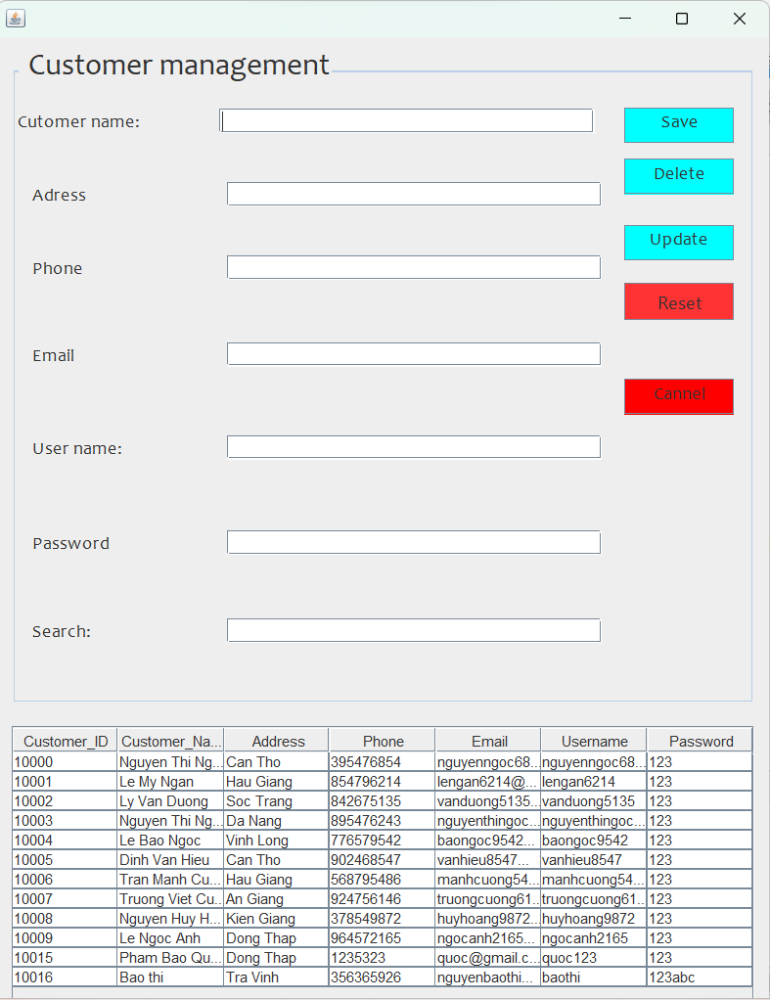 Customer management
Cutomer name:
Save
Delete
Adress
Update
Phone
Reset
Email
Cannel
User name:
Password
Search:
Customer_ID Customer_Na... Address Phone Email Username Password
10000 Nguyen Thi Ng... Can Tho 395476854 nguyenngoc68... nguyenngoc68... 123
10001 Le My Ngan Hau Giang 854796214 lengan6214@... lengan6214 123
10002 Ly Van Duong Soc Trang 842675135 vanduong5135... vanduong5135 123
10003 Nguyen Thi Ng... Da Nang 895476243 nguyenthingoc... nguyenthingoc... 123
10004 Le Bao Ngoc Vinh Long 776579542 baongoc9542... baongoc9542 123
10005 Dinh Van Hieu Can Tho 902468547 vanhieu8547... vanhieu8547 123
10006 Tran Manh Cu... Hau Giang 568795486 manhcuong54... manhcuong54... 123
10007 Truong Viet Cu... An Giang 924756146 truongcuong61... truongcuong61... 123
10008 Nguyen Huy H... Kien Giang 378549872 huyhoang9872... huyhoang9872 123
10009 Le Ngoc Anh Dong Thap 964572165 ngocanh2165... ngocanh2165 123
10015 Pham Bao Qu... Dong Thap 1235323 quoc@gmail.c... quoc123 123
10016 Bao thi Tra Vinh 356365926 nguyenbaothi... baothi 123abc